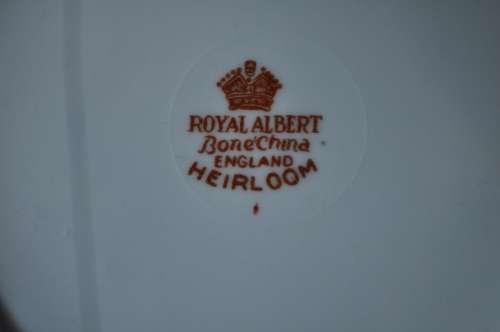 ROYAL ALBERT
Bone China
ENGLAND
HEIRLOOM